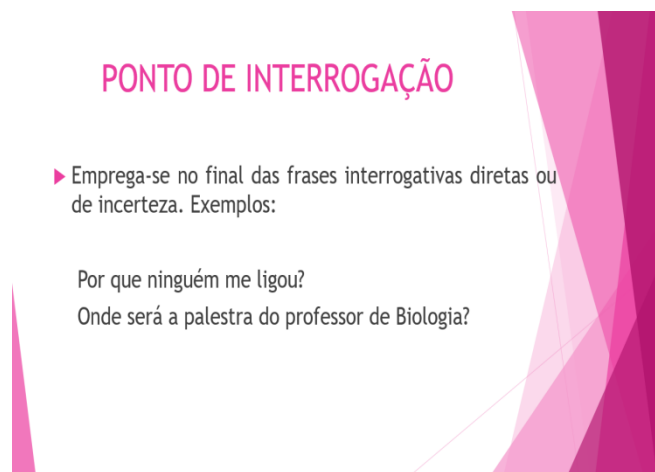 PONTO DE INTERROGAÇÃO
Emprega-se no final das frases interrogativas diretas ou
de incerteza. Exemplos:
Por que ninguém me ligou?
Onde será a palestra do professor de Biologia?